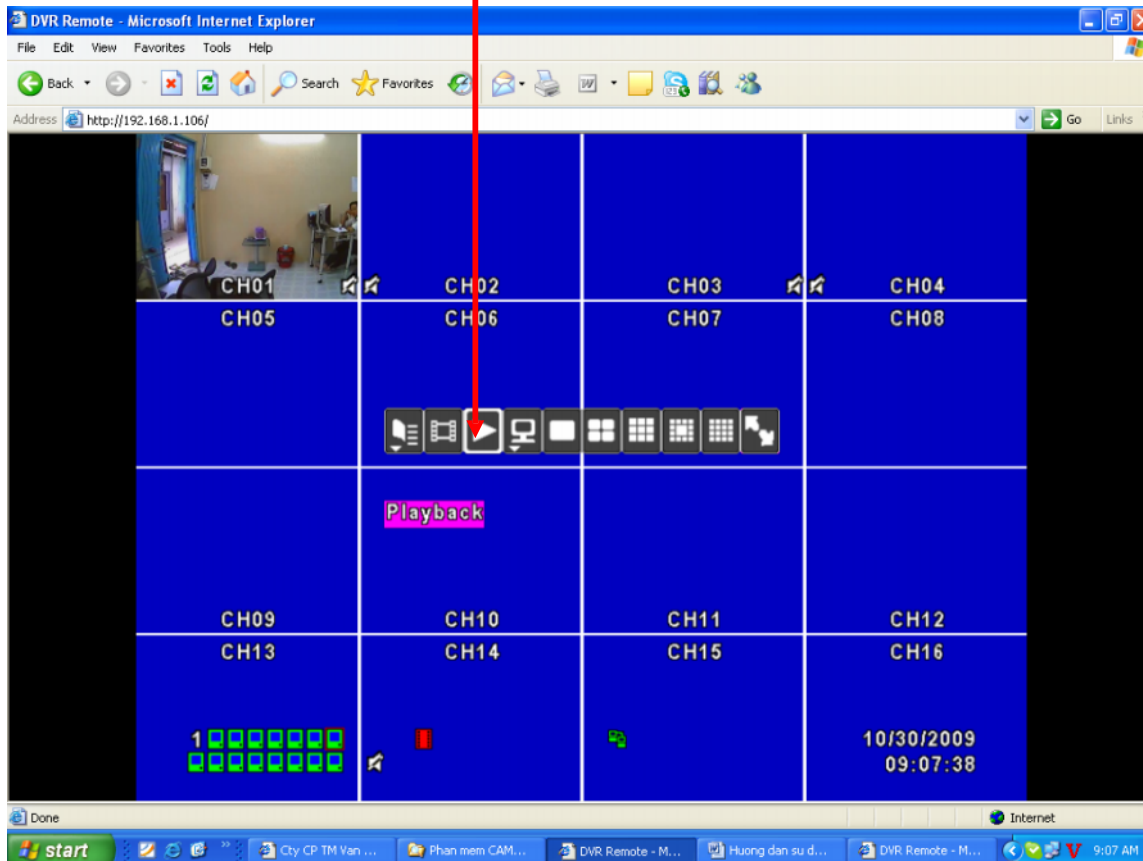 DVR Remote - Microsoft Internet Explorer
File Edit View Favorites Tools Help
Back Search Favorites
Address http://192.168.1.106/ Go Links
CH01 CH02 CH03 CH04
CH05 CH06 CH07 CH08
Playback
CH09 CH10 CH11 CH12
CH13 CH14 CH15 CH16
1 10/30/2009
09:07:38
Done Internet
start Cty CP TM Van ... Phan mem CAM... DVR Remote - M... Huong dan su d... DVR Remote - M... V 9:07 AM